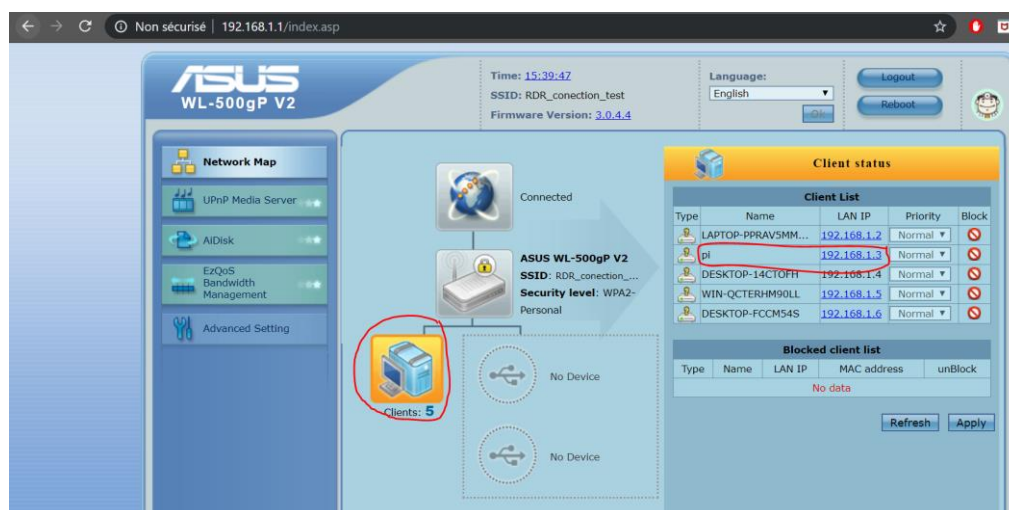 Non sécurisé | 192.168.1.1/index.asp
ASUS
WL-500gP V2
Time: 15:39:47
SSID: RDR_conection_test
Firmware Version: 3.0.4.4
Language:
English
Ok
Logout
Reboot
Network Map
UPnP Media Server
AiDisk
EzQoS
Bandwidth
Management
Advanced Setting
Connected
ASUS WL-500gP V2
SSID: RDR_conection_...
Security level: WPA2-
Personal
Clients: 5
No Device
No Device
Client status
Client List
Type Name LAN IP Priority Block
LAPTOP-PPRAV5MM... 192.168.1.2 Normal
pi 192.168.1.3 Normal
DESKTOP-14CTOFH 192.168.1.4 Normal
WIN-QCTERHM90LL 192.168.1.5 Normal
DESKTOP-FCCM54S 192.168.1.6 Normal
Blocked client list
Type Name LAN IP MAC address unBlock
No data
Refresh Apply